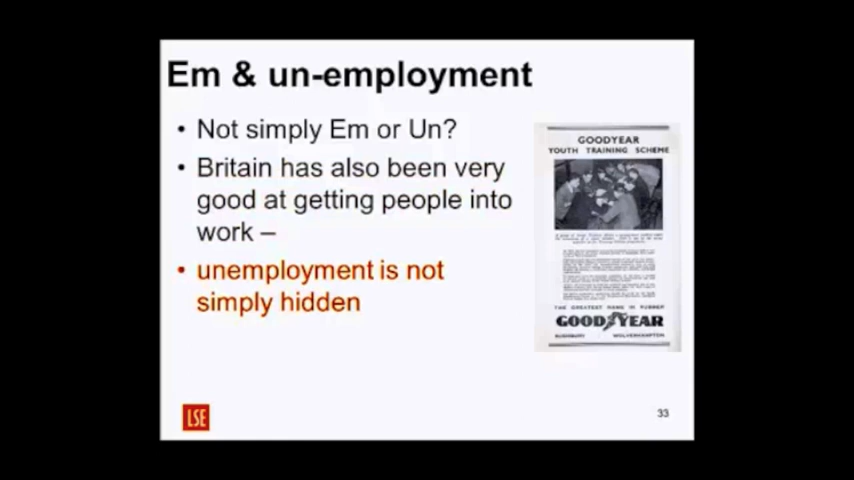 Em & un-employment
• Not simply Em or Un?
• Britain has also been very
good at getting people into
work –
• unemployment is not
simply hidden
GOODYEAR
YOUTH TRAINING SCHEME
THE GREATEST NAME IN RUBBER
GOODYEAR
BUSHBURY WOLVERHAMPTON
LSE
33